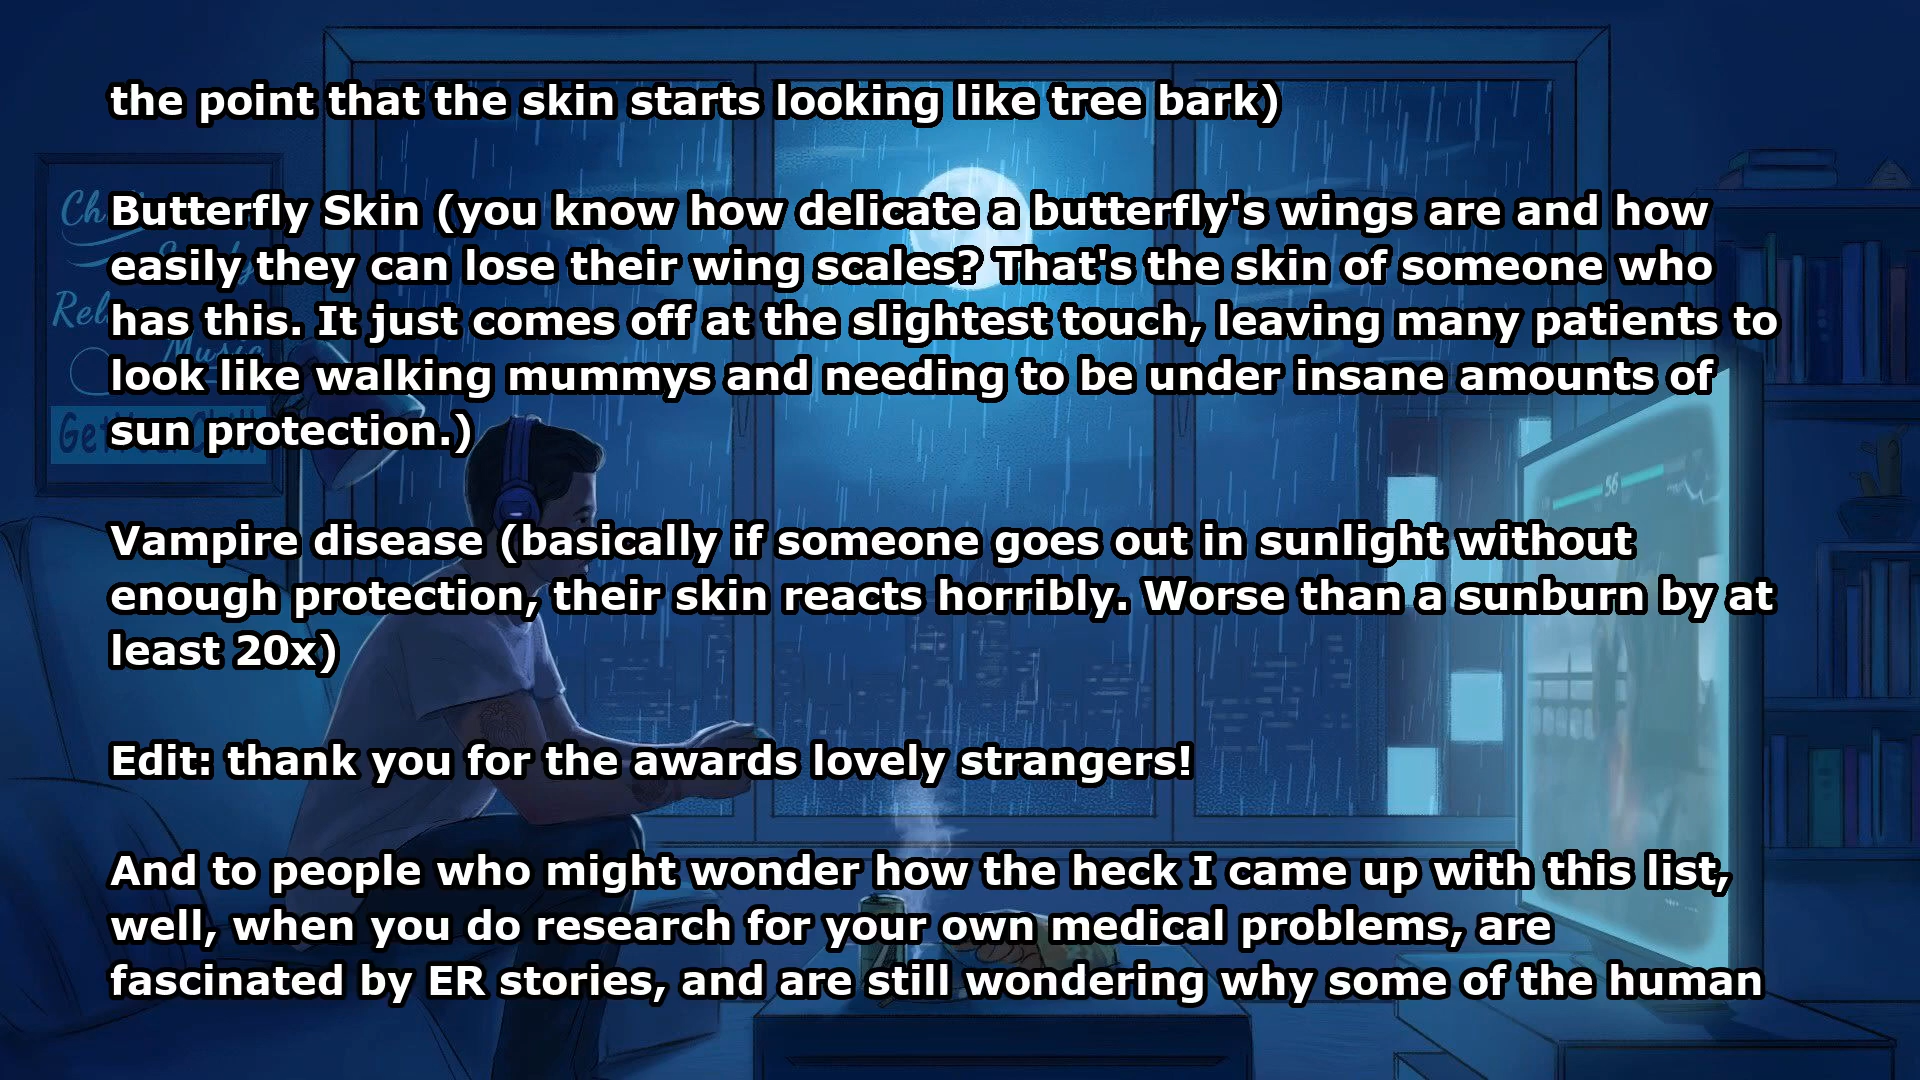 the point that the skin starts looking like tree bark)
Butterfly Skin (you know how delicate a butterfly's wings are and how
easily they can lose their wing scales? That's the skin of someone who
has this. It just comes off at the slightest touch, leaving many patients to
look like walking mummys and needing to be under insane amounts of
sun protection.)
Vampire disease (basically if someone goes out in sunlight without
enough protection, their skin reacts horribly. Worse than a sunburn by at
least 20x)
Edit: thank you for the awards lovely strangers!
And to people who might wonder how the heck I came up with this list,
well, when you do research for your own medical problems, are
fascinated by ER stories, and are still wondering why some of the human
Music
56